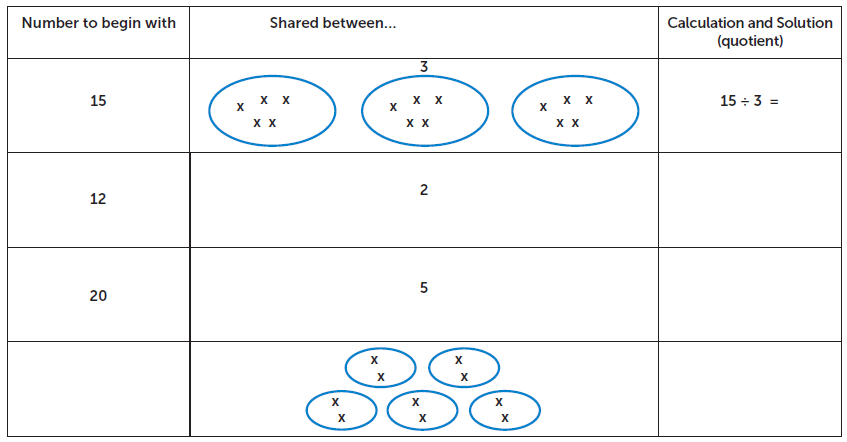 Number to begin with Shared between... Calculation and Solution
(quotient)
3
15 15 ÷ 3 =
x x x x x x x x x
x x x x x x
12 2
20 5
x x
x x
x x x
x x x